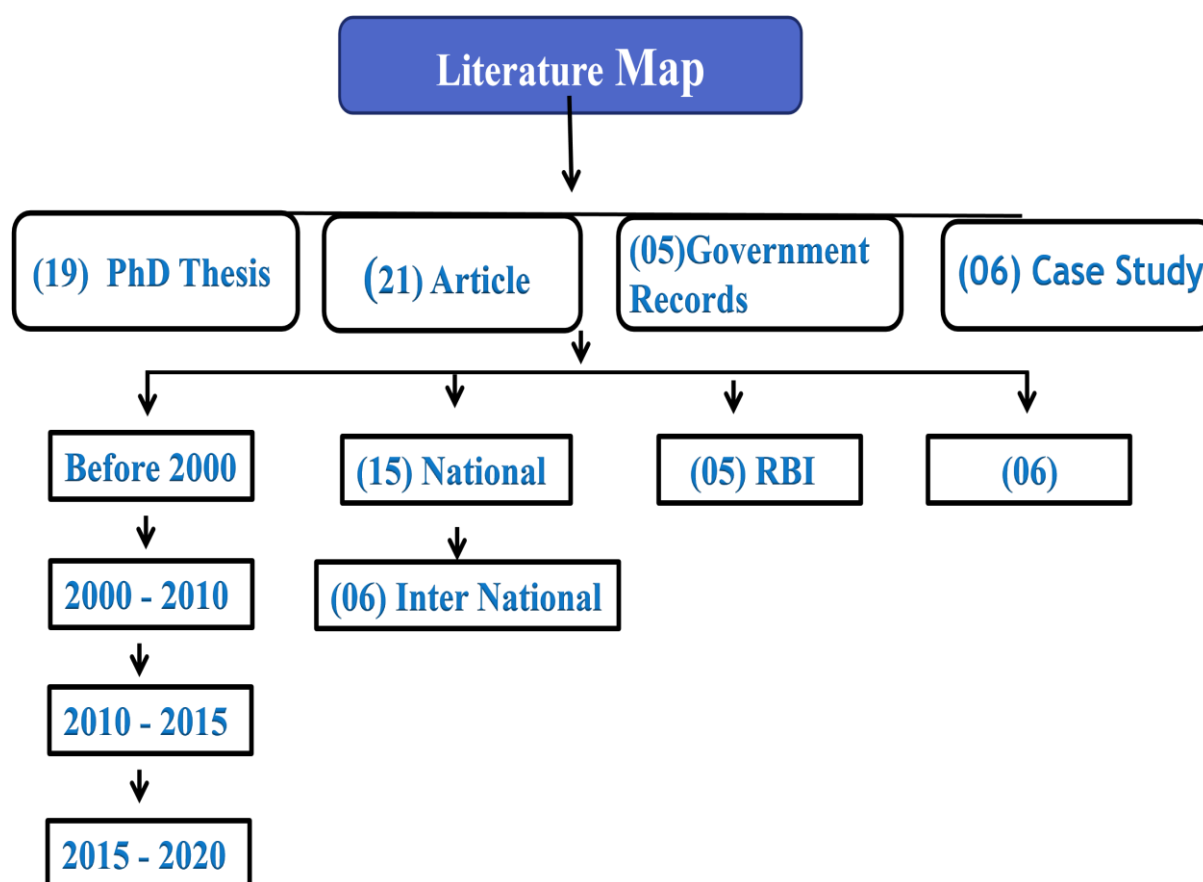 Literature Map
(19) PhD Thesis
(21) Article
(05)Government
Records
(06) Case Study
Before 2000
(15) National
(05) RBI
(06)
2000 - 2010
(06) Inter National
2010 - 2015
2015 - 2020